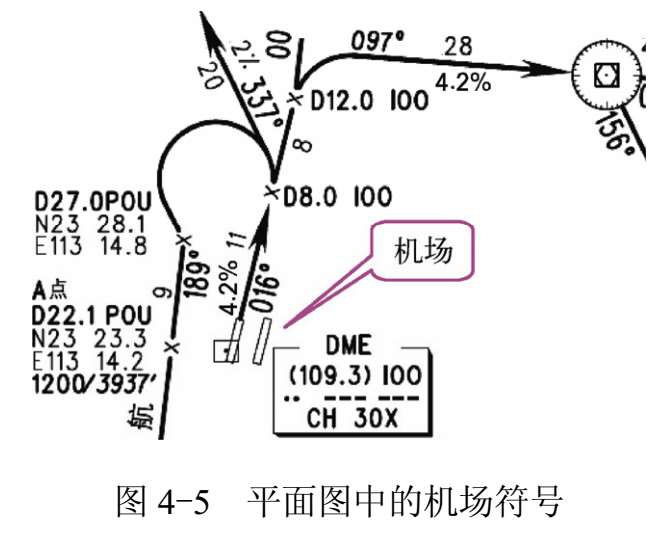 2% 337°
20
00
097° 28
4.2%
D12.0 IOO
8
D8.0 IOO
156°
D27.0POU
N23 28.1
E113 14.8
189°
9
4.2% 11
016°
机场
A点
D22.1 POU
N23 23.3
E113 14.2
1200/3937′
航
DME
(109.3) IOO
·· --- ---
CH 30X
图 4-5 平面图中的机场符号